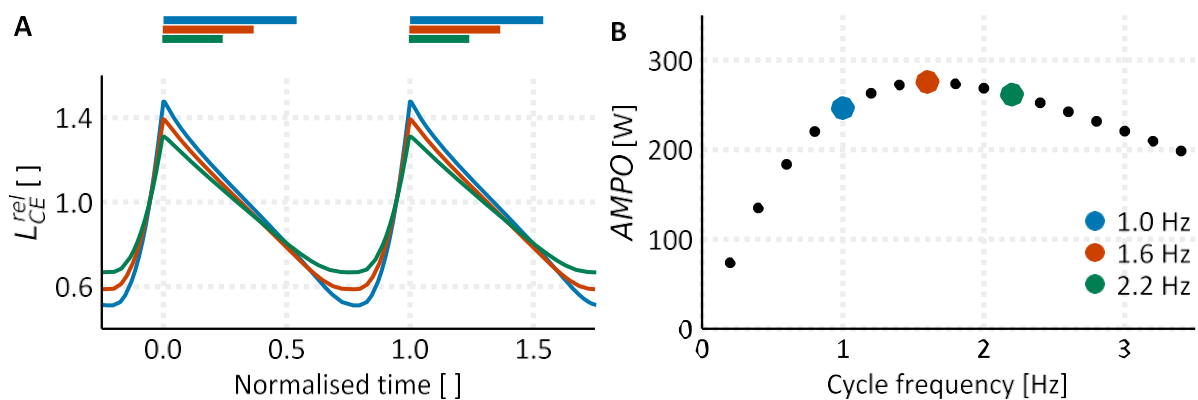 A
1.4
1.0
0.6
L_CE^rel [ ]
0.0
0.5
1.0
1.5
Normalised time [ ]
B
300
200
100
0
AMPO [W]
0
1
2
3
Cycle frequency [Hz]
1.0 Hz
1.6 Hz
2.2 Hz